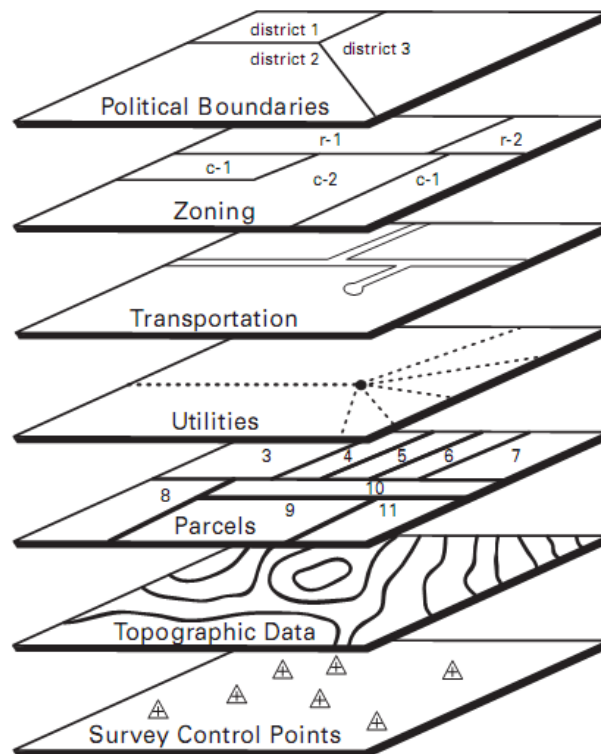 district 1
district 2
district 3
Political Boundaries
r-1
r-2
c-1
c-2
c-1
Zoning
Transportation
Utilities
3
4
5
6
7
8
10
9
11
Parcels
Topographic Data
Survey Control Points